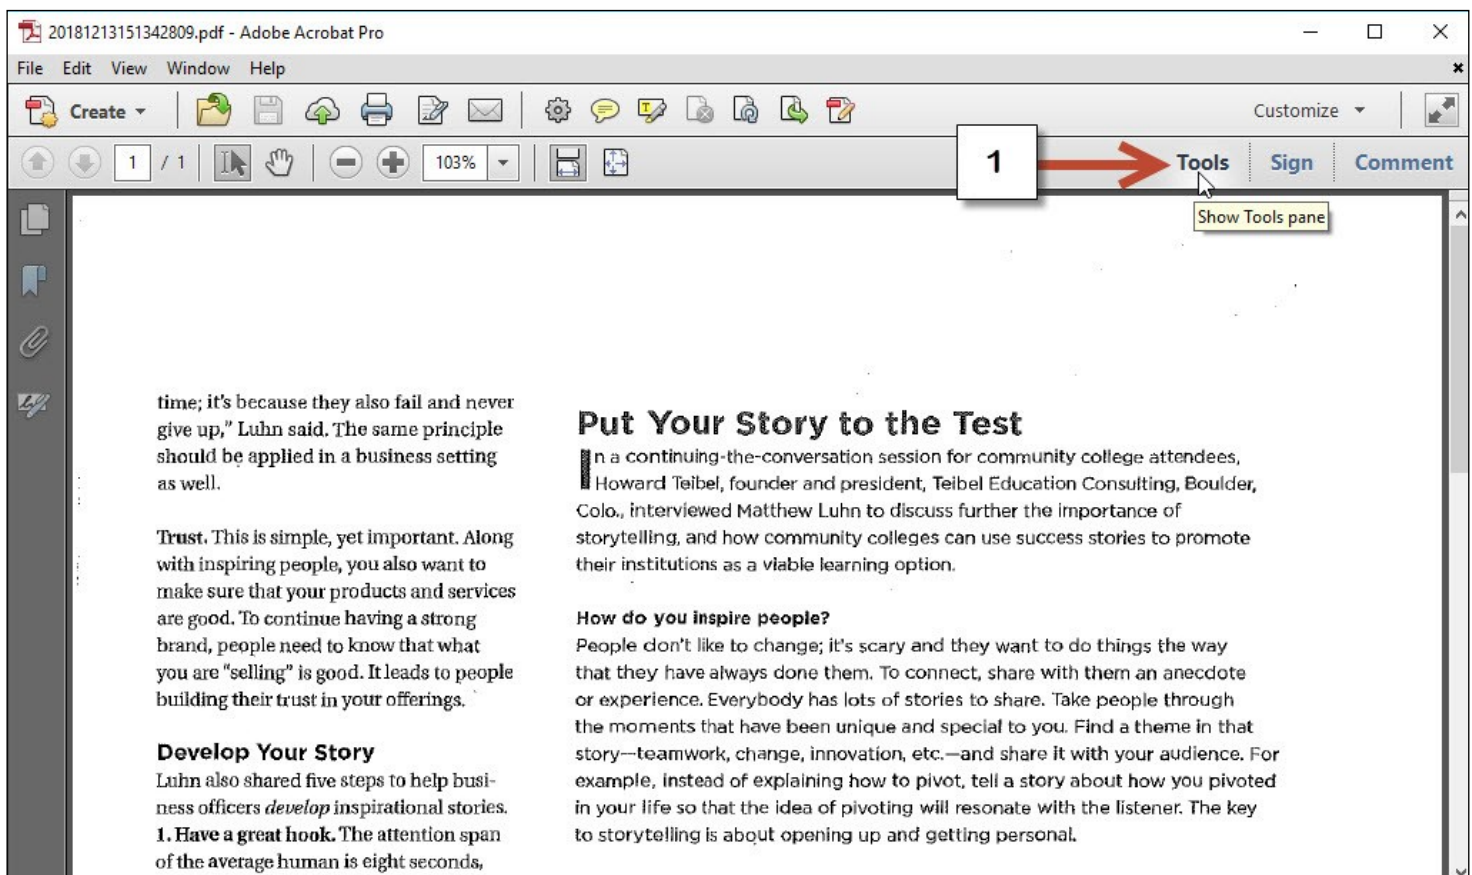 20181213151342809.pdf - Adobe Acrobat Pro
File Edit View Window Help
Create Customize
1 / 1 103% 1 Tools Sign Comment
Show Tools pane
time; it's because they also fail and never
give up,” Luhn said. The same principle
should be applied in a business setting
as well.
Trust. This is simple, yet important. Along
with inspiring people, you also want to
make sure that your products and services
are good. To continue having a strong
brand, people need to know that what
you are “selling” is good. It leads to people
building their trust in your offerings.
Develop Your Story
Luhn also shared five steps to help busi-
ness officers develop inspirational stories.
1. Have a great hook. The attention span
of the average human is eight seconds,
Put Your Story to the Test
In a continuing-the-conversation session for community college attendees,
Howard Teibel, founder and president, Teibel Education Consulting, Boulder,
Colo., interviewed Matthew Luhn to discuss further the importance of
storytelling, and how community colleges can use success stories to promote
their institutions as a viable learning option.
How do you inspire people?
People don't like to change; it's scary and they want to do things the way
that they have always done them. To connect, share with them an anecdote
or experience. Everybody has lots of stories to share. Take people through
the moments that have been unique and special to you. Find a theme in that
story—teamwork, change, innovation, etc.—and share it with your audience. For
example, instead of explaining how to pivot, tell a story about how you pivoted
in your life so that the idea of pivoting will resonate with the listener. The key
to storytelling is about opening up and getting personal.